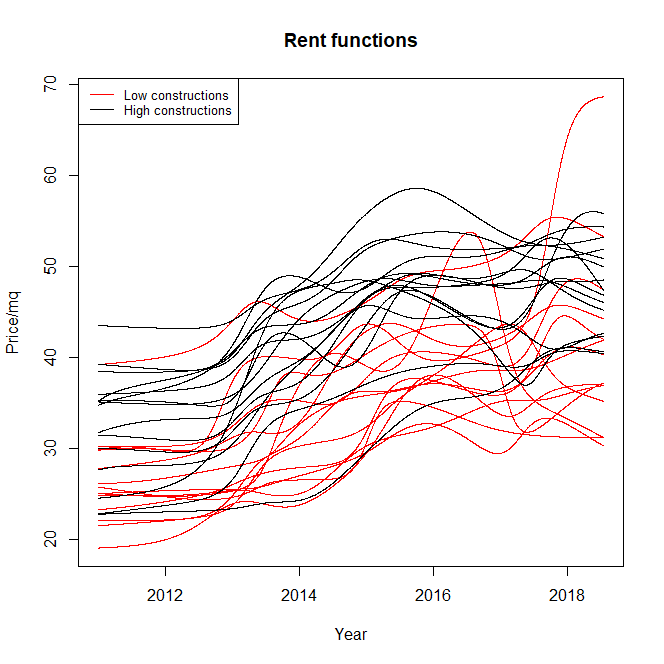 Rent functions
Low constructions
High constructions
Price/mq
70
60
50
40
30
20
2012 2014 2016 2018
Year